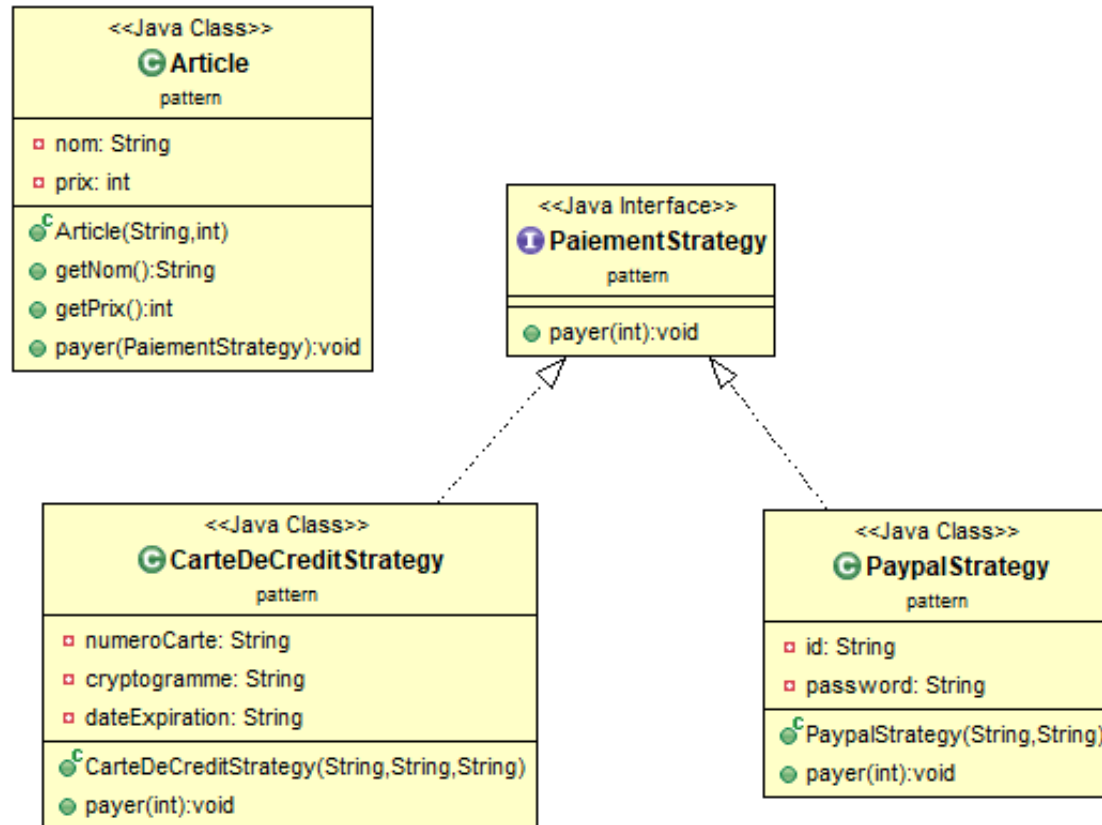 <<Java Class>>
Article
pattern
nom: String
prix: int
Article(String,int)
getNom():String
getPrix():int
payer(PaiementStrategy):void
<<Java Interface>>
PaiementStrategy
pattern
payer(int):void
<<Java Class>>
CarteDeCreditStrategy
pattern
numeroCarte: String
cryptogramme: String
dateExpiration: String
CarteDeCreditStrategy(String,String,String)
payer(int):void
<<Java Class>>
PaypalStrategy
pattern
id: String
password: String
PaypalStrategy(String,String)
payer(int):void